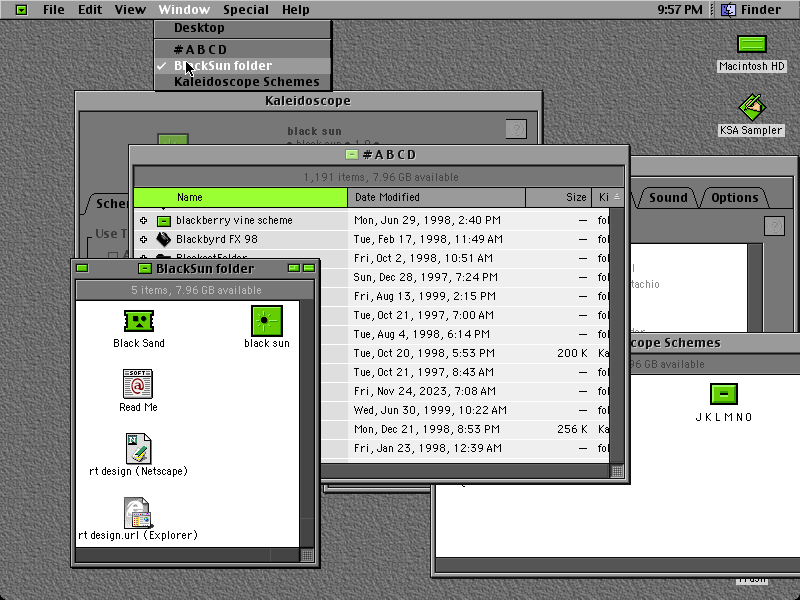 File Edit View Window Special Help
9:57 PM Finder
Desktop
#ABCD
BlackSun folder
Kaleidoscope Schemes
Macintosh HD
KSA Sampler
Kaleidoscope
black sun
#ABCD
1,191 items, 7.96 GB available
Name Date Modified Size Ki
blackberry vine scheme Mon, Jun 29, 1998, 2:40 PM — fol
Blackbyrd FX 98 Tue, Feb 17, 1998, 11:49 AM — fol
Fri, Oct 2, 1998, 10:51 AM — fol
Sun, Dec 28, 1997, 7:24 PM — fol
Fri, Aug 13, 1999, 2:15 PM — fol
Tue, Oct 21, 1997, 7:00 AM — fol
Tue, Aug 4, 1998, 6:14 PM — fol
Tue, Oct 20, 1998, 5:53 PM 200 K Ka
Tue, Oct 21, 1997, 8:43 AM — fol
Fri, Nov 24, 2023, 7:08 AM — fol
Wed, Jun 30, 1999, 10:22 AM — fol
Mon, Dec 21, 1998, 8:53 PM 256 K Ka
Fri, Jan 23, 1998, 12:39 AM — fol
Sche
Use T
Sound Options
tachio
der
BlackSun folder
5 items, 7.96 GB available
Black Sand
black sun
SOFT
Read Me
rt design (Netscape)
rt design.url (Explorer)
cope Schemes
96 GB available
JKLMNO
Trash